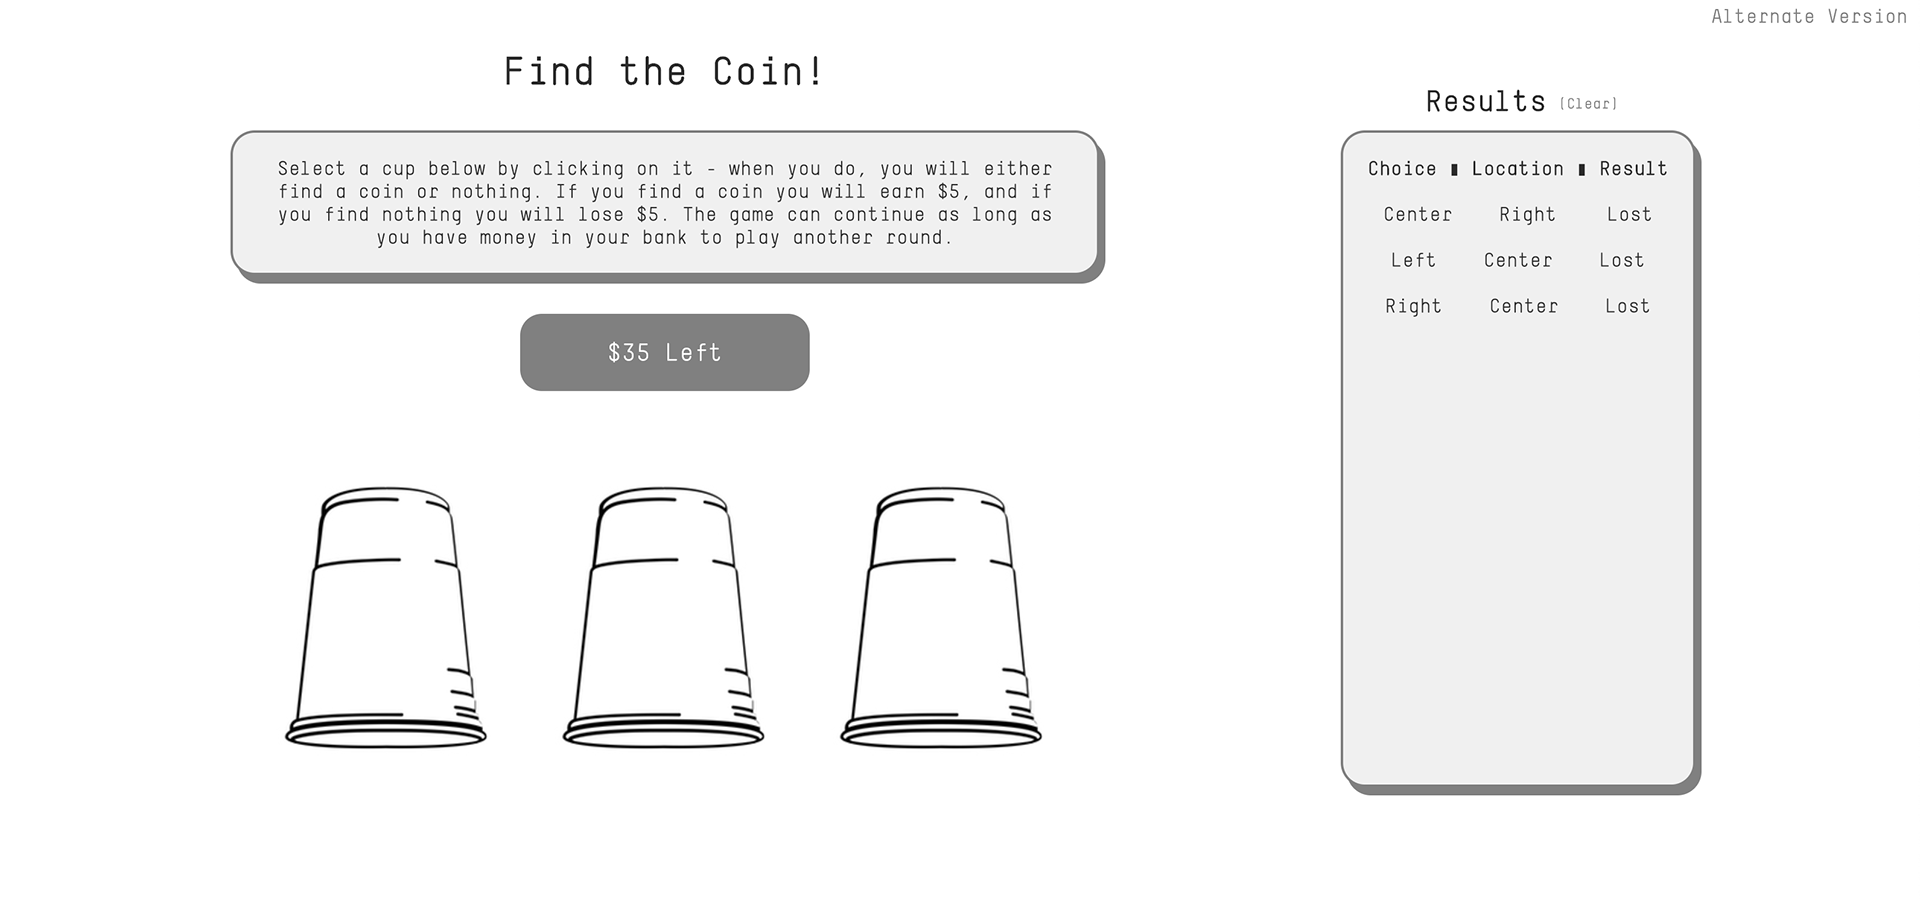 Alternate Version
Find the Coin!
Select a cup below by clicking on it - when you do, you will either
find a coin or nothing. If you find a coin you will earn $5, and if
you find nothing you will lose $5. The game can continue as long as
you have money in your bank to play another round.
$35 Left
Results (Clear)
Choice ▮ Location ▮ Result
Center Right Lost
Left Center Lost
Right Center Lost